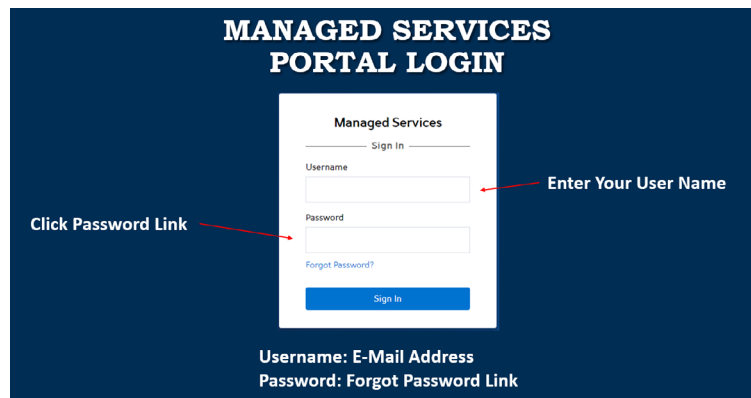 MANAGED SERVICES
PORTAL LOGIN
Managed Services
Sign In
Username
Enter Your User Name
Password
Click Password Link
Forgot Password?
Sign In
Username: E-Mail Address
Password: Forgot Password Link